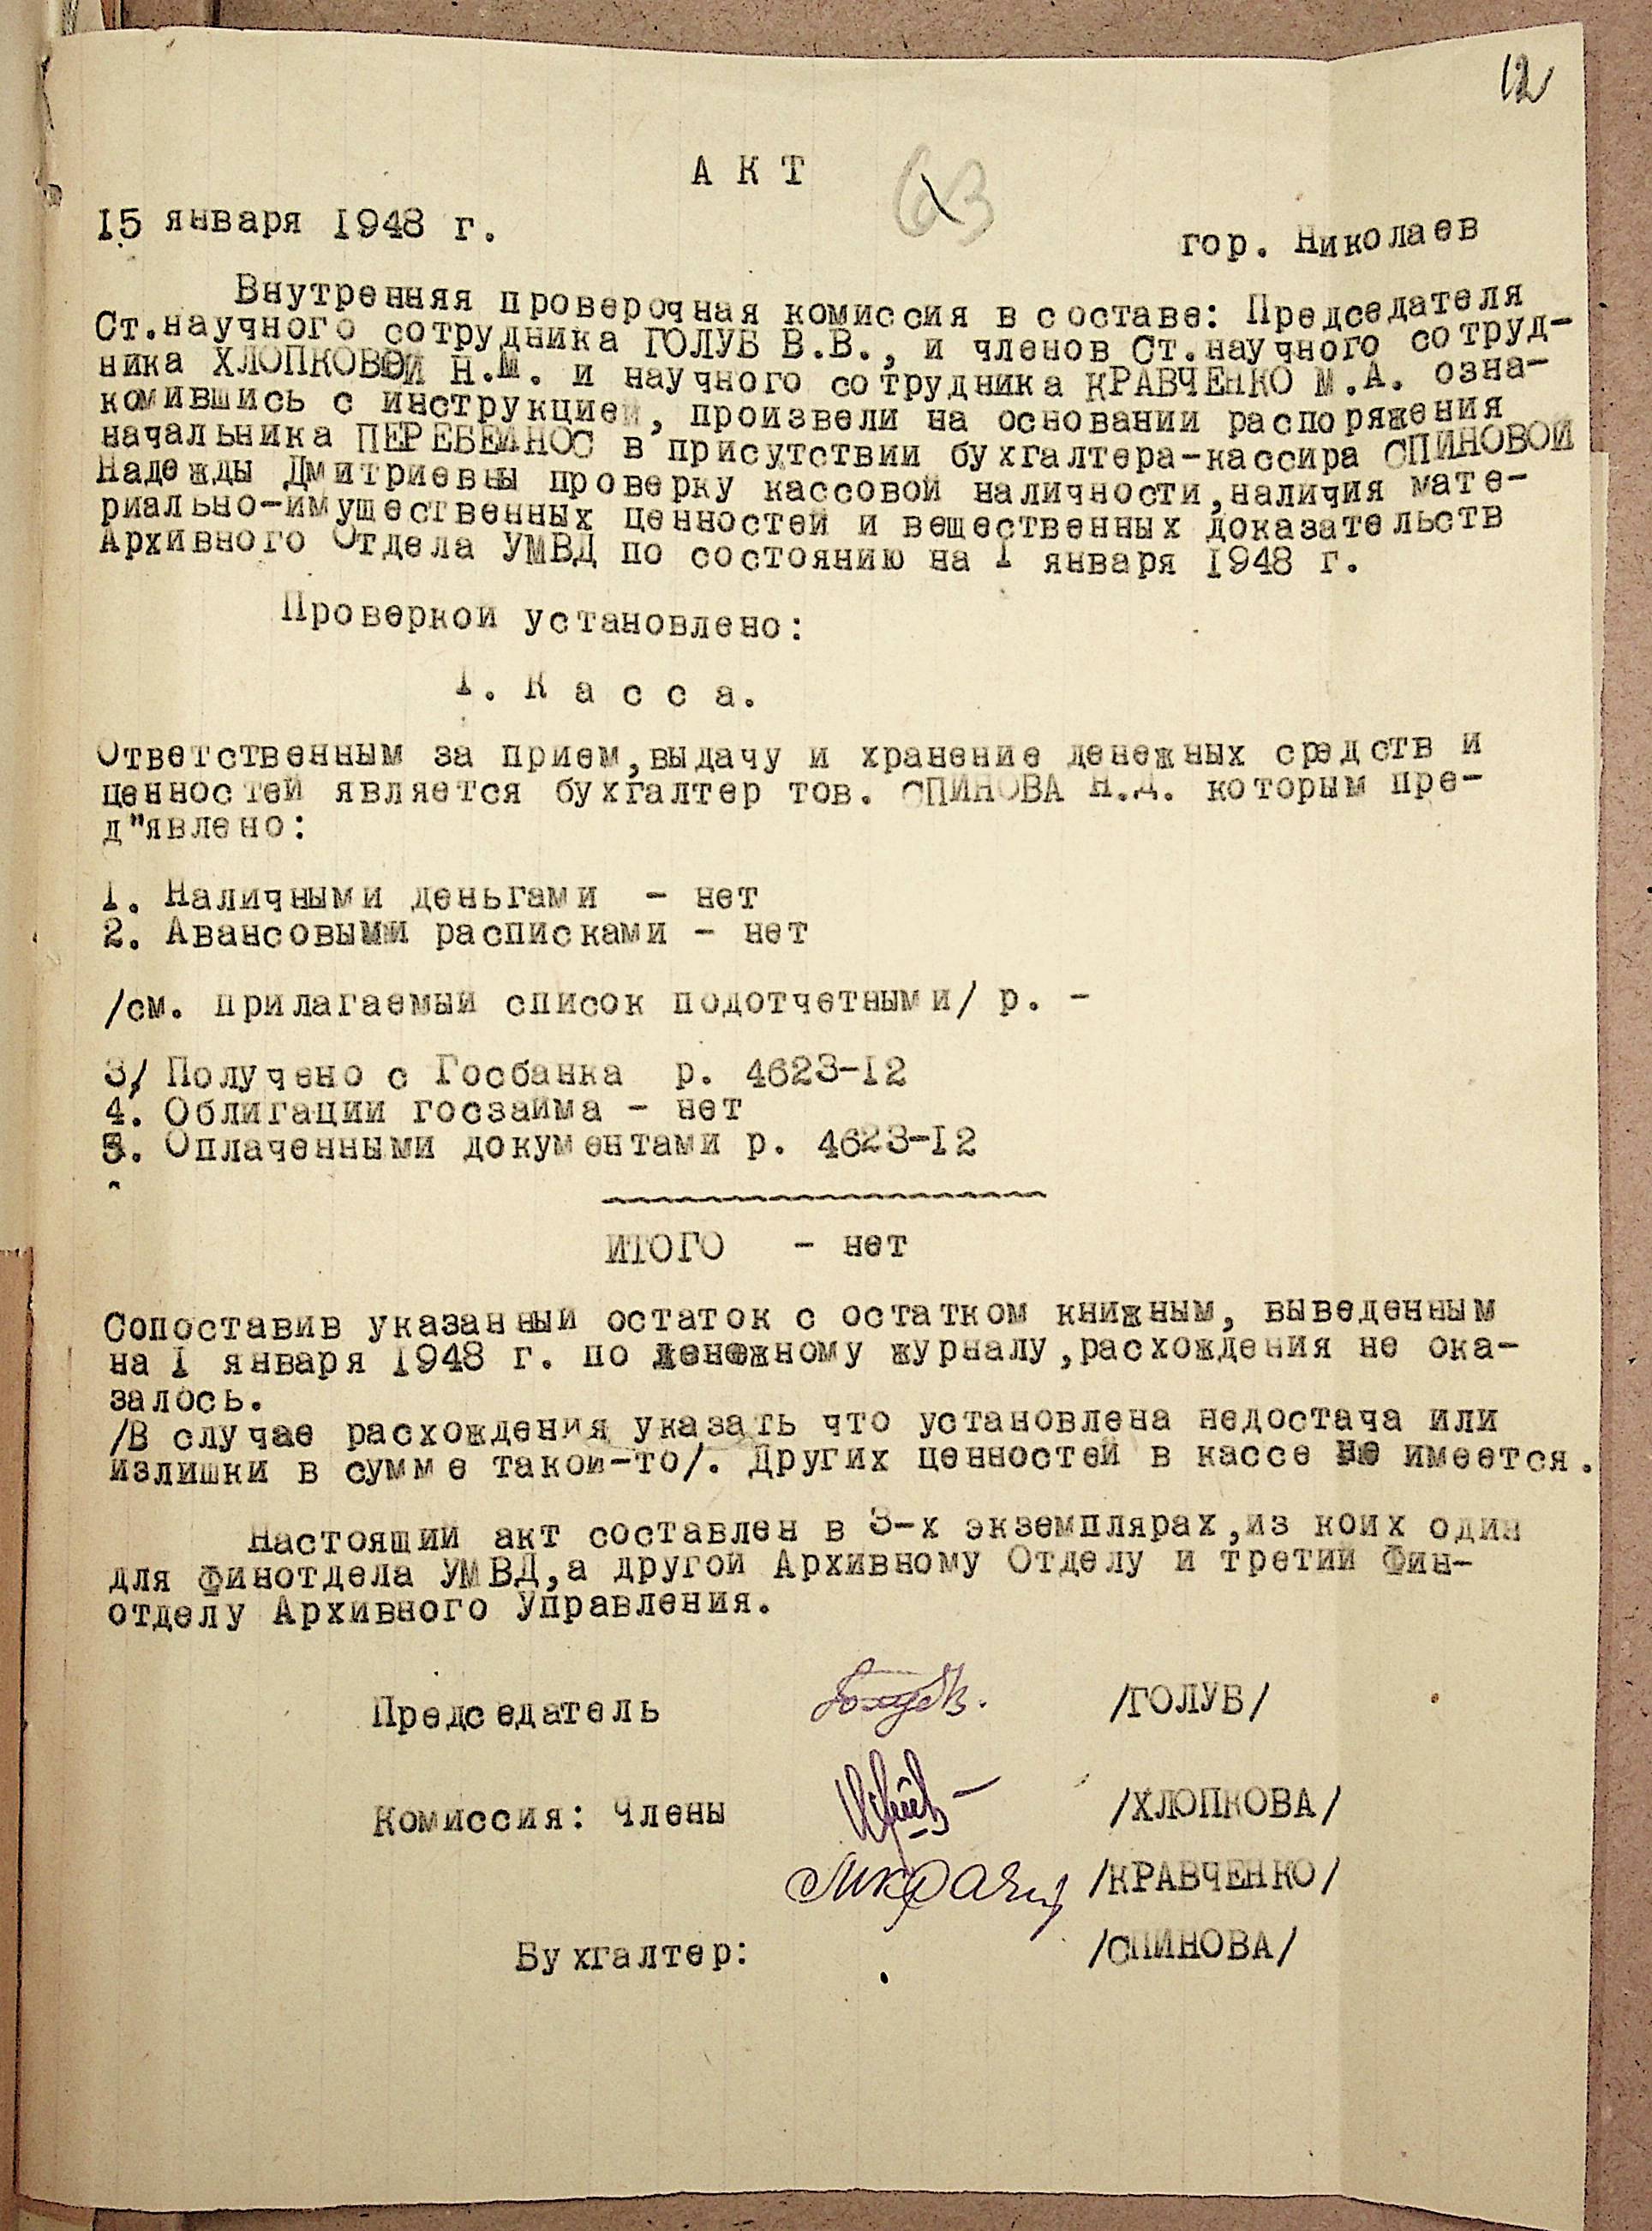 12
А К Т
63
15 января 1948 г.
гор. Николаев
Внутренняя проверочная комиссия в составе: Председателя
Ст.научного сотрудника ГОЛУБ В.В., и членов Ст.научного сотруд-
ника ХЛОПКОВОЙ Н.М. и научного сотрудника КРАВЧЕНКО М.А. озна-
комившись с инструкцией, произвели на основании распоряжения
начальника ПЕРЕБЕЙНОС в присутствии бухгалтера-кассира СПИНОВОЙ
Надежды Дмитриевны проверку кассовой наличности,наличия мате-
риально-имущественных ценностей и вещественных доказательств
Архивного Отдела УМВД по состоянию на 1 января 1948 г.
Проверкой установлено:
1. К а с с а.
Ответственным за прием,выдачу и хранение денежных средств и
ценностей является бухгалтер тов. СПИНОВА Н.Д. которым пре-
д"явлено:
1. Наличными деньгами - нет
2. Авансовыми расписками - нет
/см. прилагаемый список подотчетными/ р. -
3/ Получено с Госбанка р. 4623-12
4. Облигации госзайма - нет
5. Оплаченными документами р. 4623-12
ИТОГО - нет
Сопоставив указанный остаток с остатком книжным, выведенным
на 1 января 1948 г. по денежному журналу,расхождения не ока-
залось.
/В случае расхождения указать что установлена недостача или
излишки в сумме такой-то/. Других ценностей в кассе не имеется.
Настоящий акт составлен в 3-х экземплярах,из коих один
для Финотдела УМВД,а другой Архивному Отделу и третий Фин-
отделу Архивного Управления.
Председатель /ГОЛУБ/
Комиссия: Члены /ХЛОПКОВА/
/КРАВЧЕНКО/
Бухгалтер: /СПИНОВА/